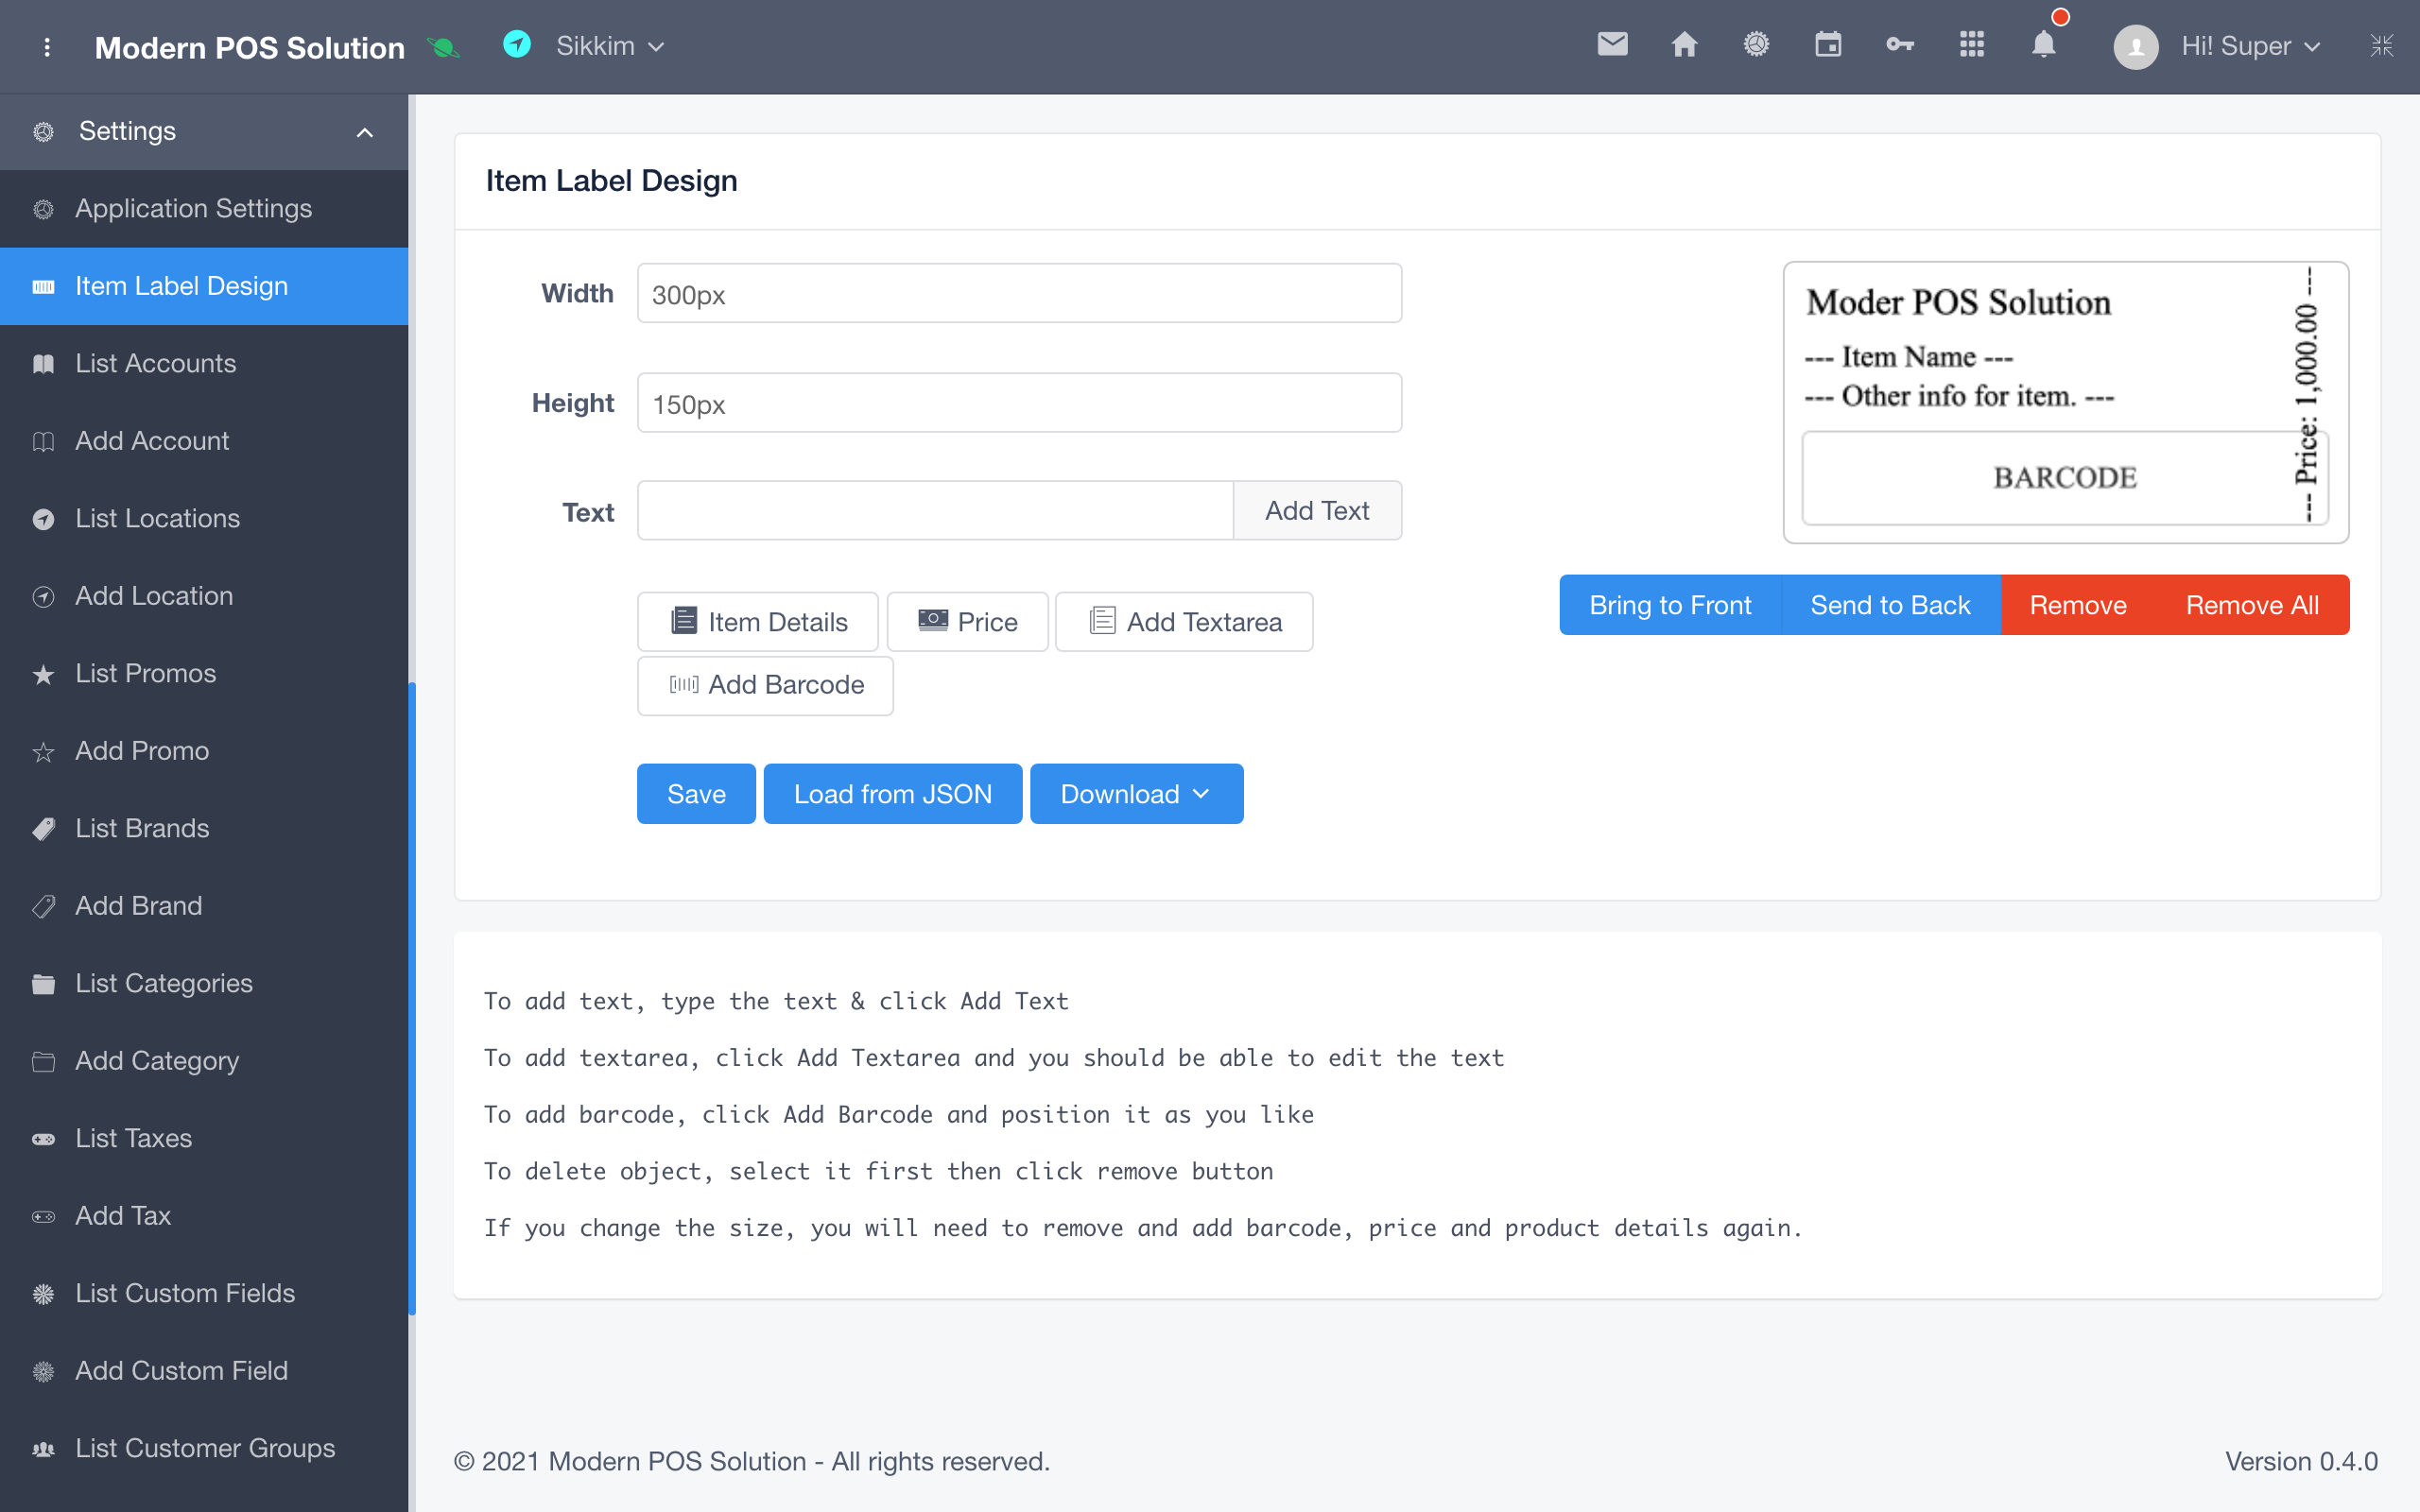 Modern POS Solution
Sikkim
Hi! Super
Settings
Application Settings
Item Label Design
List Accounts
Add Account
List Locations
Add Location
List Promos
Add Promo
List Brands
Add Brand
List Categories
Add Category
List Taxes
Add Tax
List Custom Fields
Add Custom Field
List Customer Groups
Item Label Design
Width
300px
Height
150px
Text
Add Text
Item Details
Price
Add Textarea
Add Barcode
Save
Load from JSON
Download
Moder POS Solution
--- Item Name ---
--- Other info for item. ---
BARCODE
--- Price: 1,000.00 ---
Bring to Front
Send to Back
Remove
Remove All
To add text, type the text & click Add Text
To add textarea, click Add Textarea and you should be able to edit the text
To add barcode, click Add Barcode and position it as you like
To delete object, select it first then click remove button
If you change the size, you will need to remove and add barcode, price and product details again.
© 2021 Modern POS Solution - All rights reserved.
Version 0.4.0